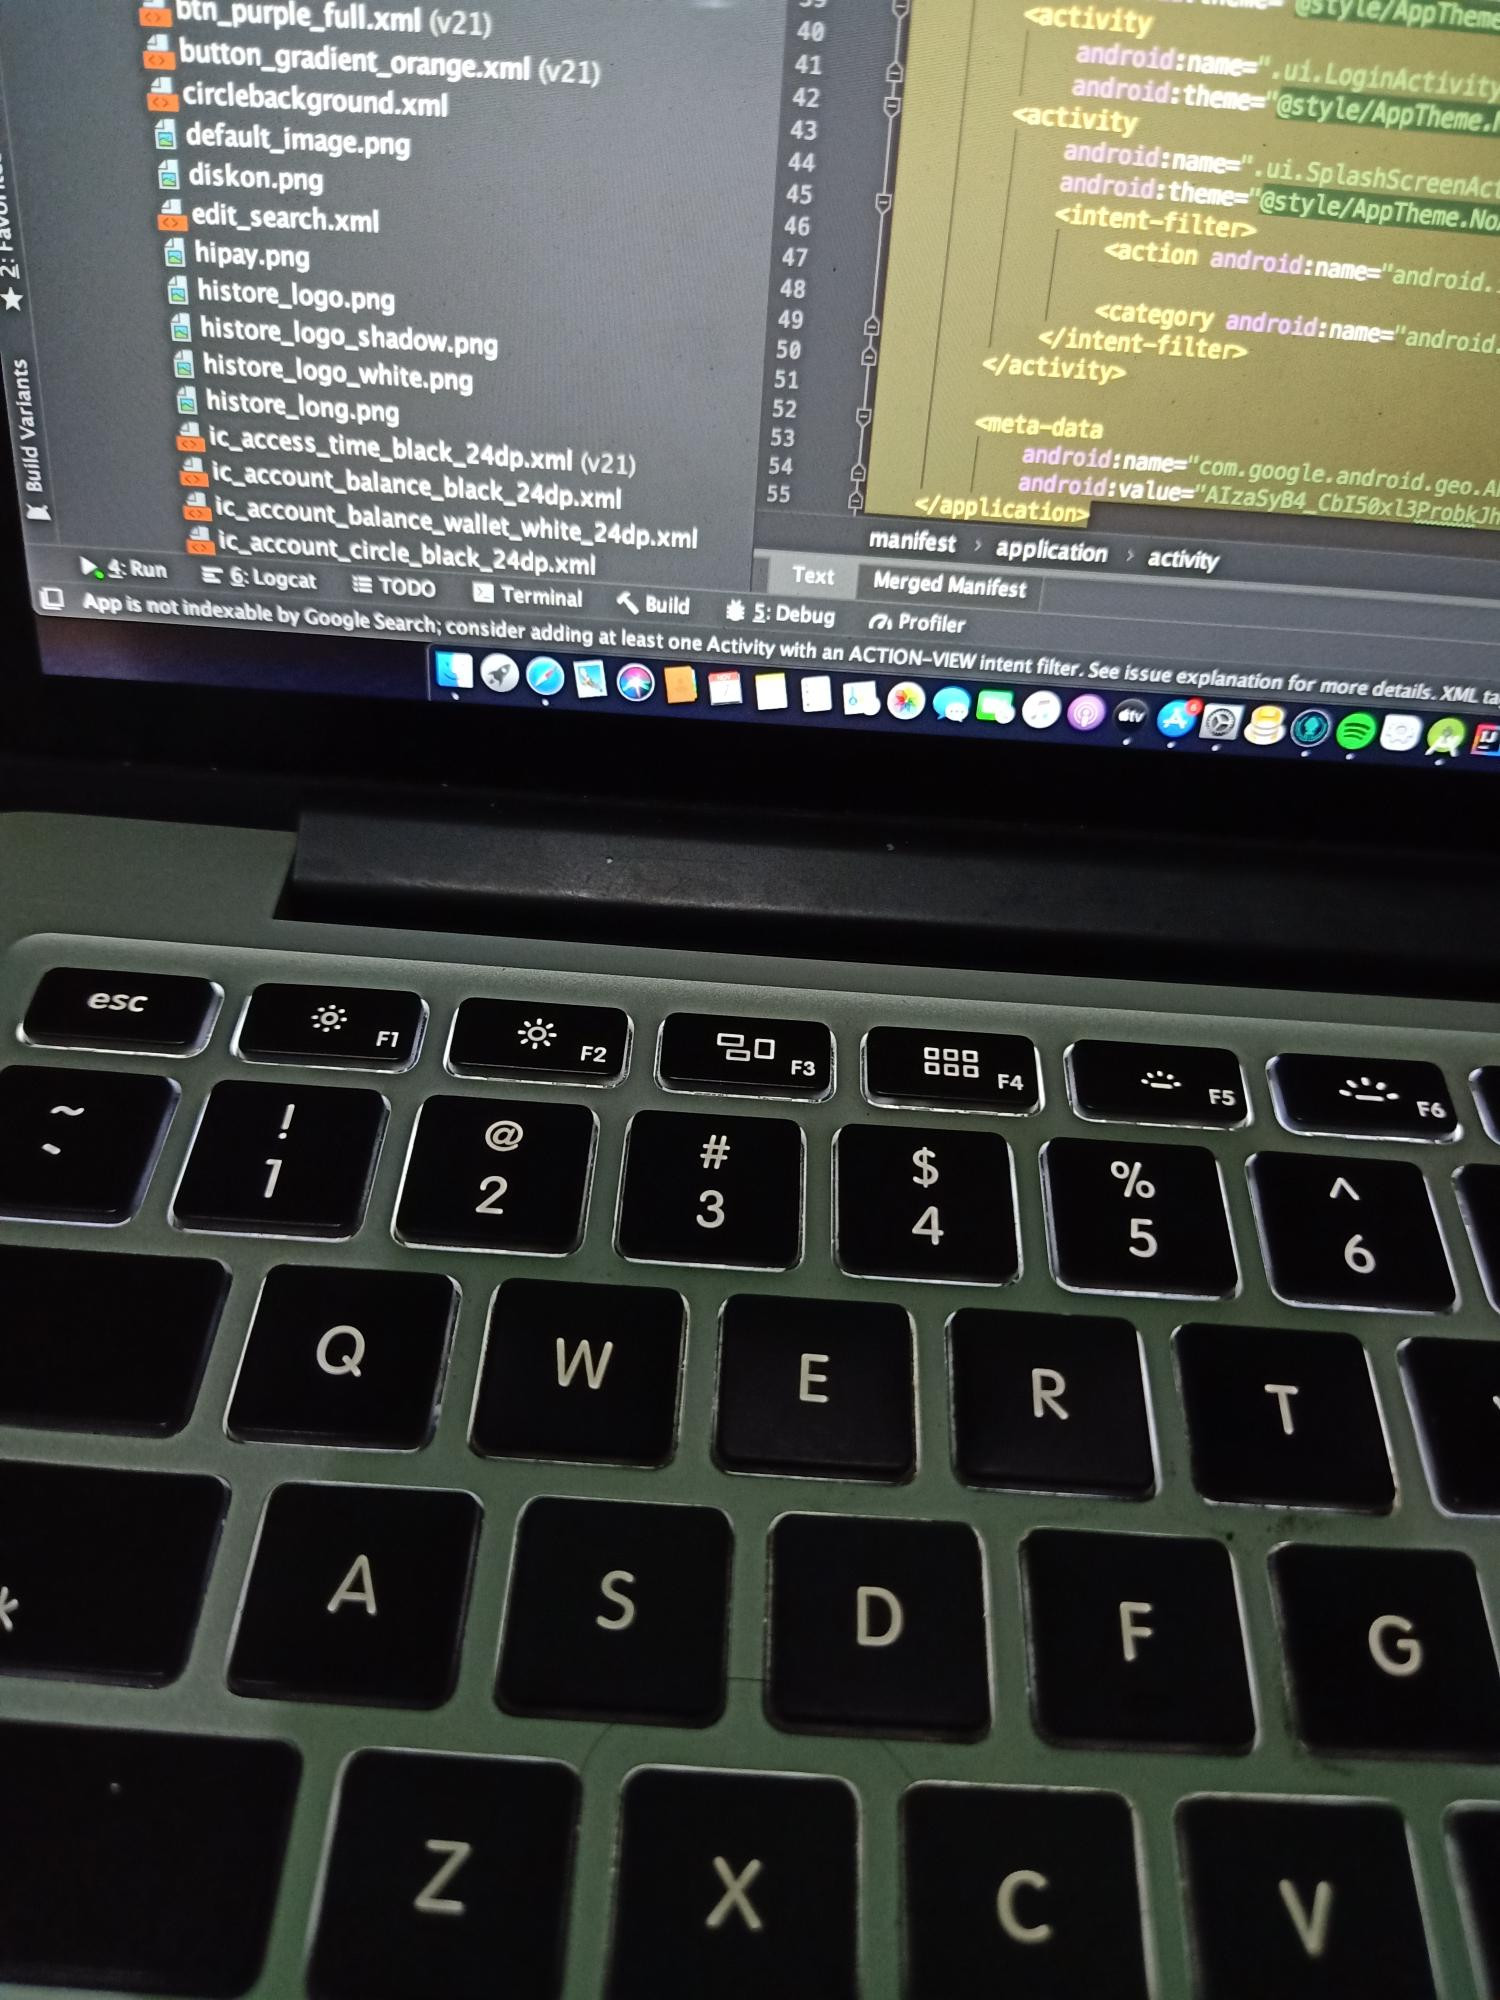 btn_purple_full.xml (v21)
button_gradient_orange.xml (v21)
circlebackground.xml
default_image.png
diskon.png
edit_search.xml
hipay.png
histore_logo.png
histore_logo_shadow.png
histore_logo_white.png
histore_long.png
ic_access_time_black_24dp.xml (v21)
ic_account_balance_black_24dp.xml
ic_account_balance_wallet_white_24dp.xml
ic_account_circle_black_24dp.xml
2: Favorites
Build Variants
39
40 <activity
41 android:name=".ui.LoginActivity
42 android:theme="@style/AppTheme.
43 <activity
44 android:name=".ui.SplashScreenAct
45 android:theme="@style/AppTheme.No
46 <intent-filter>
47 <action android:name="android.
48
49 <category android:name="android.
50 </intent-filter>
51 </activity>
52
53 <meta-data
54 android:name="com.google.android.geo.A
55 android:value="
</application>
manifest › application › activity
Text Merged Manifest
4: Run 6: Logcat TODO Terminal Build 5: Debug Profiler
App is not indexable by Google Search; consider adding at least one Activity with an ACTION-VIEW intent filter. See issue explanation for more details. XML ta
NOV
7
tv
6
IJ
esc F1 F2 F3 F4 F5 F6
~ ! @ # $ % ^
` 1 2 3 4 5 6
Q W E R T
A S D F G
Z X C V